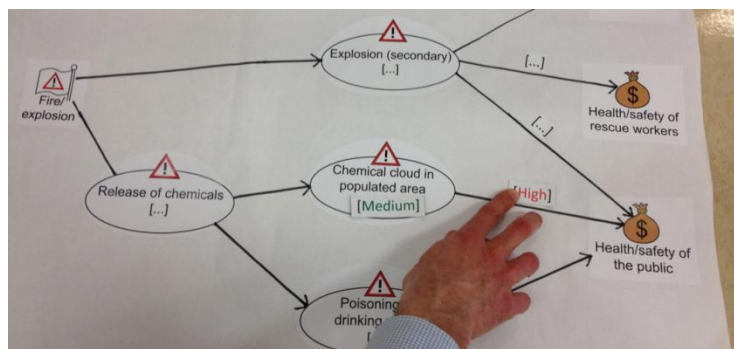 Explosion (secondary)
[...]
[...]
Health/safety of
rescue workers
Fire/
explosion
[...]
Release of chemicals
[...]
Chemical cloud in
populated area
[Medium]
[High]
Health/safety of
the public
Poisoning
drinking